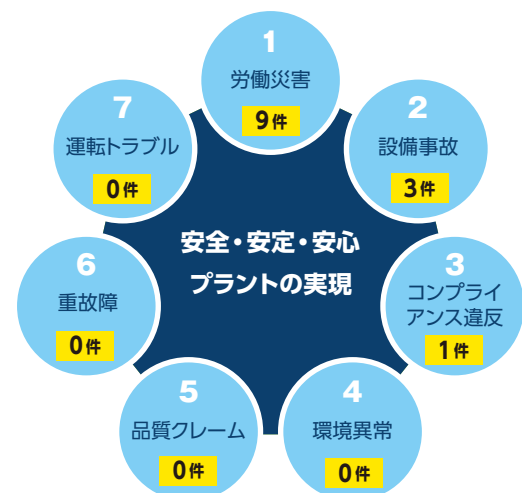 1
労働災害
9件
2
設備事故
3件
3
コンプライ
アンス違反
1件
4
環境異常
0件
5
品質クレーム
0件
6
重故障
0件
7
運転トラブル
0件
安全・安定・安心
プラントの実現